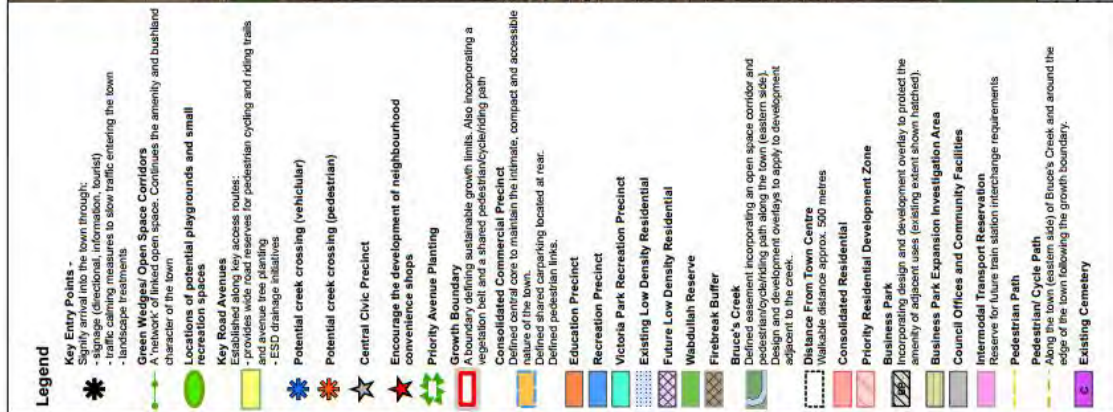 Legend
Key Entry Points -
Signify arrival into the town through:
- signage (directional, information, tourist)
- traffic calming measures to slow traffic entering the town
- landscape treatments
Green Wedges/ Open Space Corridors
A 'network' of linked open space. Continues the amenity and bushland
character of the town
Locations of potential playgrounds and small
recreation spaces
Key Road Avenues
Established along key access routes:
- provides wide road reserves for pedestrian cycling and riding trails
and avenue tree planting
- ESD drainage initiatives
Potential creek crossing (vehiclular)
Potential creek crossing (pedestrian)
Central Civic Precinct
Encourage the development of neighbourhood
convenience shops
Priority Avenue Planting
Growth Boundary
A boundary defining sustainable growth limits. Also incorporating a
vegetation belt and a shared pedestrian/cycle/riding path
Consolidated Commercial Precinct
Defined central core to maintain the intimate, compact and accessible
nature of the town.
Defined shared carparking located at rear.
Defined pedestrian links.
Education Precinct
Recreation Precinct
Victoria Park Recreation Precinct
Existing Low Density Residential
Future Low Density Residential
Wabdullah Reserve
Firebreak Buffer
Bruce's Creek
Defined easement incorporating an open space corridor and
pedestrian/cycle/riding path along the town (eastern side).
Design and development overlays to apply to development
adjacent to the creek.
Distance From Town Centre
Walkable distance approx. 500 metres
Consolidated Residential
Priority Residential Development Zone
BP
Business Park
Incorporating design and development overlay to protect the
amenity of adjacent uses (existing extent shown hatched).
Business Park Expansion Investigation Area
Council Offices and Community Facilities
Intermodal Transport Reservation
Reserve for future train station interchange requirements
Pedestrian Path
Pedestrian/ Cycle Path
Along the town (eastern side) of Bruce's Creek and around the
edge of the town following the growth boundary.
C
Existing Cemetery